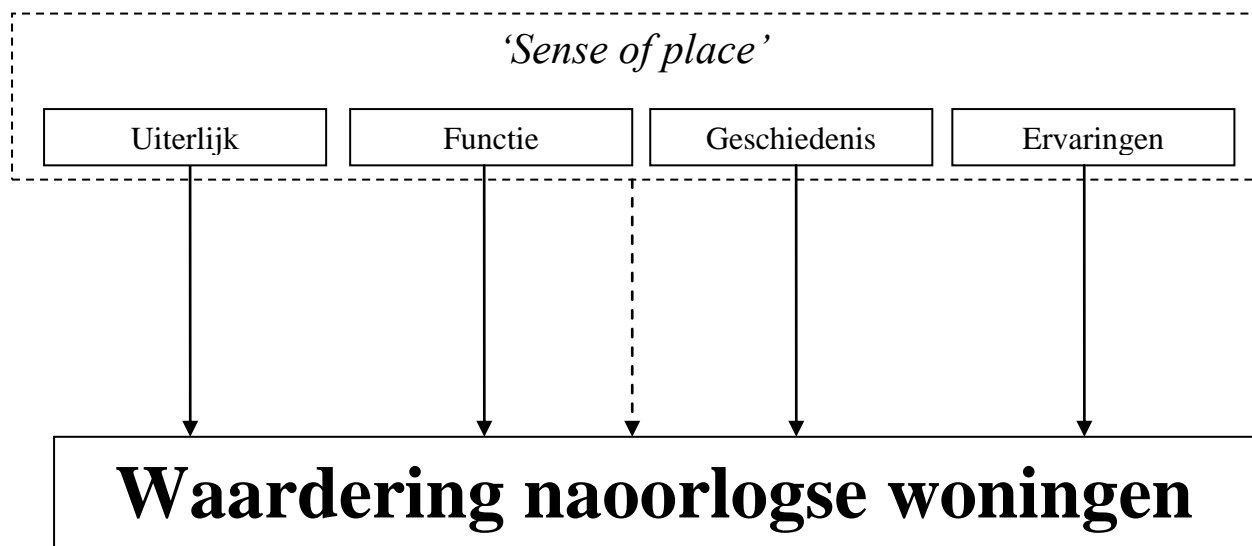 ‘Sense of place’
Uiterlijk Functie Geschiedenis Ervaringen
Waardering naoorlogse woningen